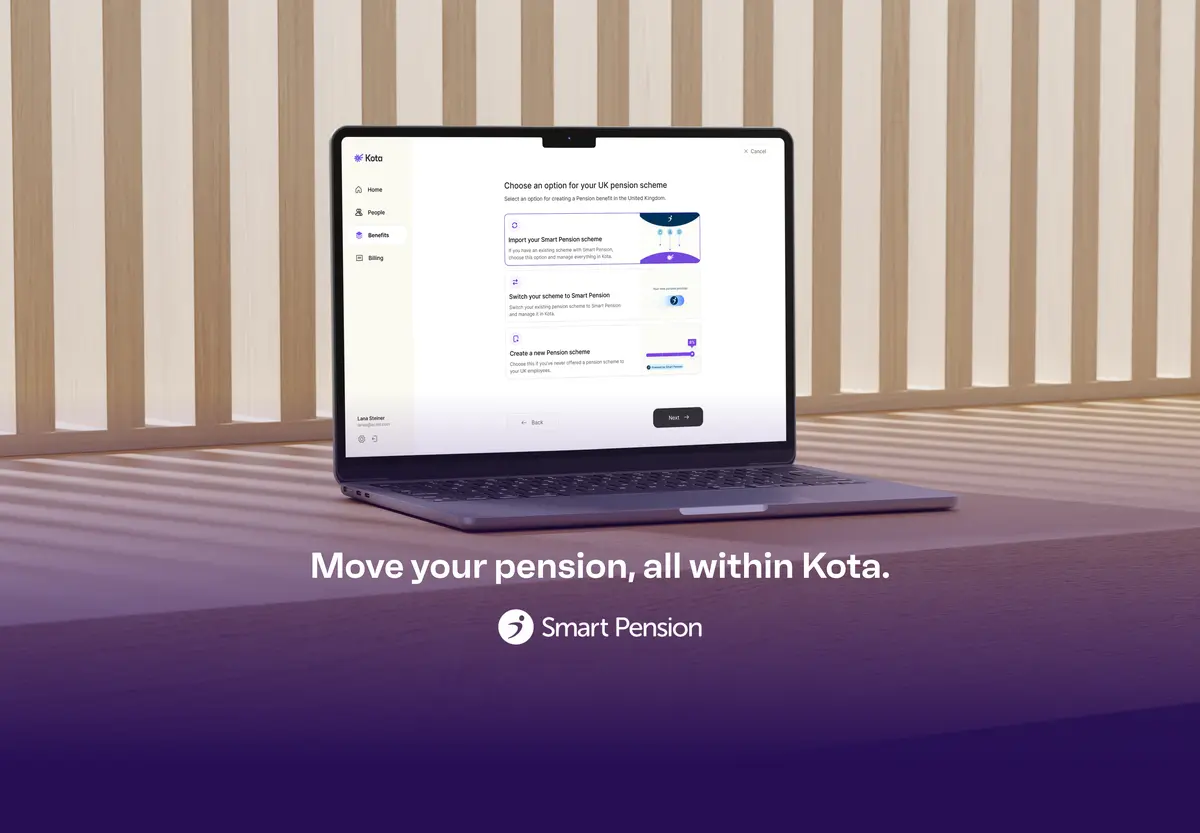 Kota
Cancel
Home
People
Benefits
Billing
Choose an option for your UK pension scheme
Select an option for creating a Pension benefit in the United Kingdom.
Import your Smart Pension scheme
If you have an existing scheme with Smart Pension,
choose this option and manage everything in Kota.
Switch your scheme to Smart Pension
Switch your existing pension scheme to Smart Pension
and manage it in Kota.
Create a new Pension scheme
Choose this if you've never offered a pension scheme to
your UK employees.
Lana Steiner
Back
Next
Move your pension, all within Kota.
Smart Pension